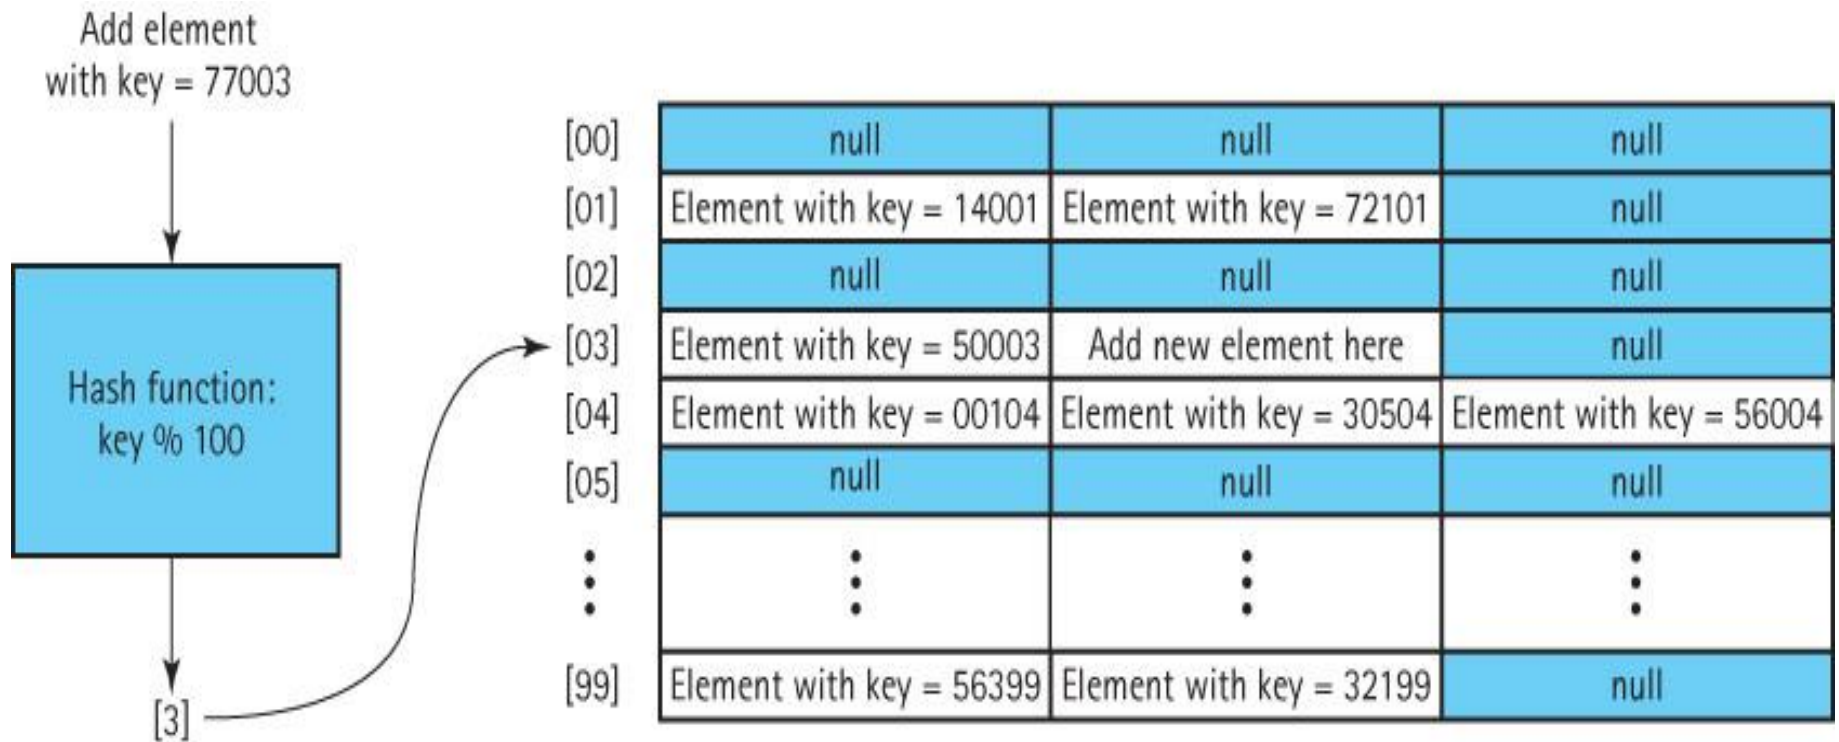 Add element
with key = 77003
Hash function:
key % 100
[3]
[00] null null null
[01] Element with key = 14001 Element with key = 72101 null
[02] null null null
[03] Element with key = 50003 Add new element here null
[04] Element with key = 00104 Element with key = 30504 Element with key = 56004
[05] null null null
[99] Element with key = 56399 Element with key = 32199 null